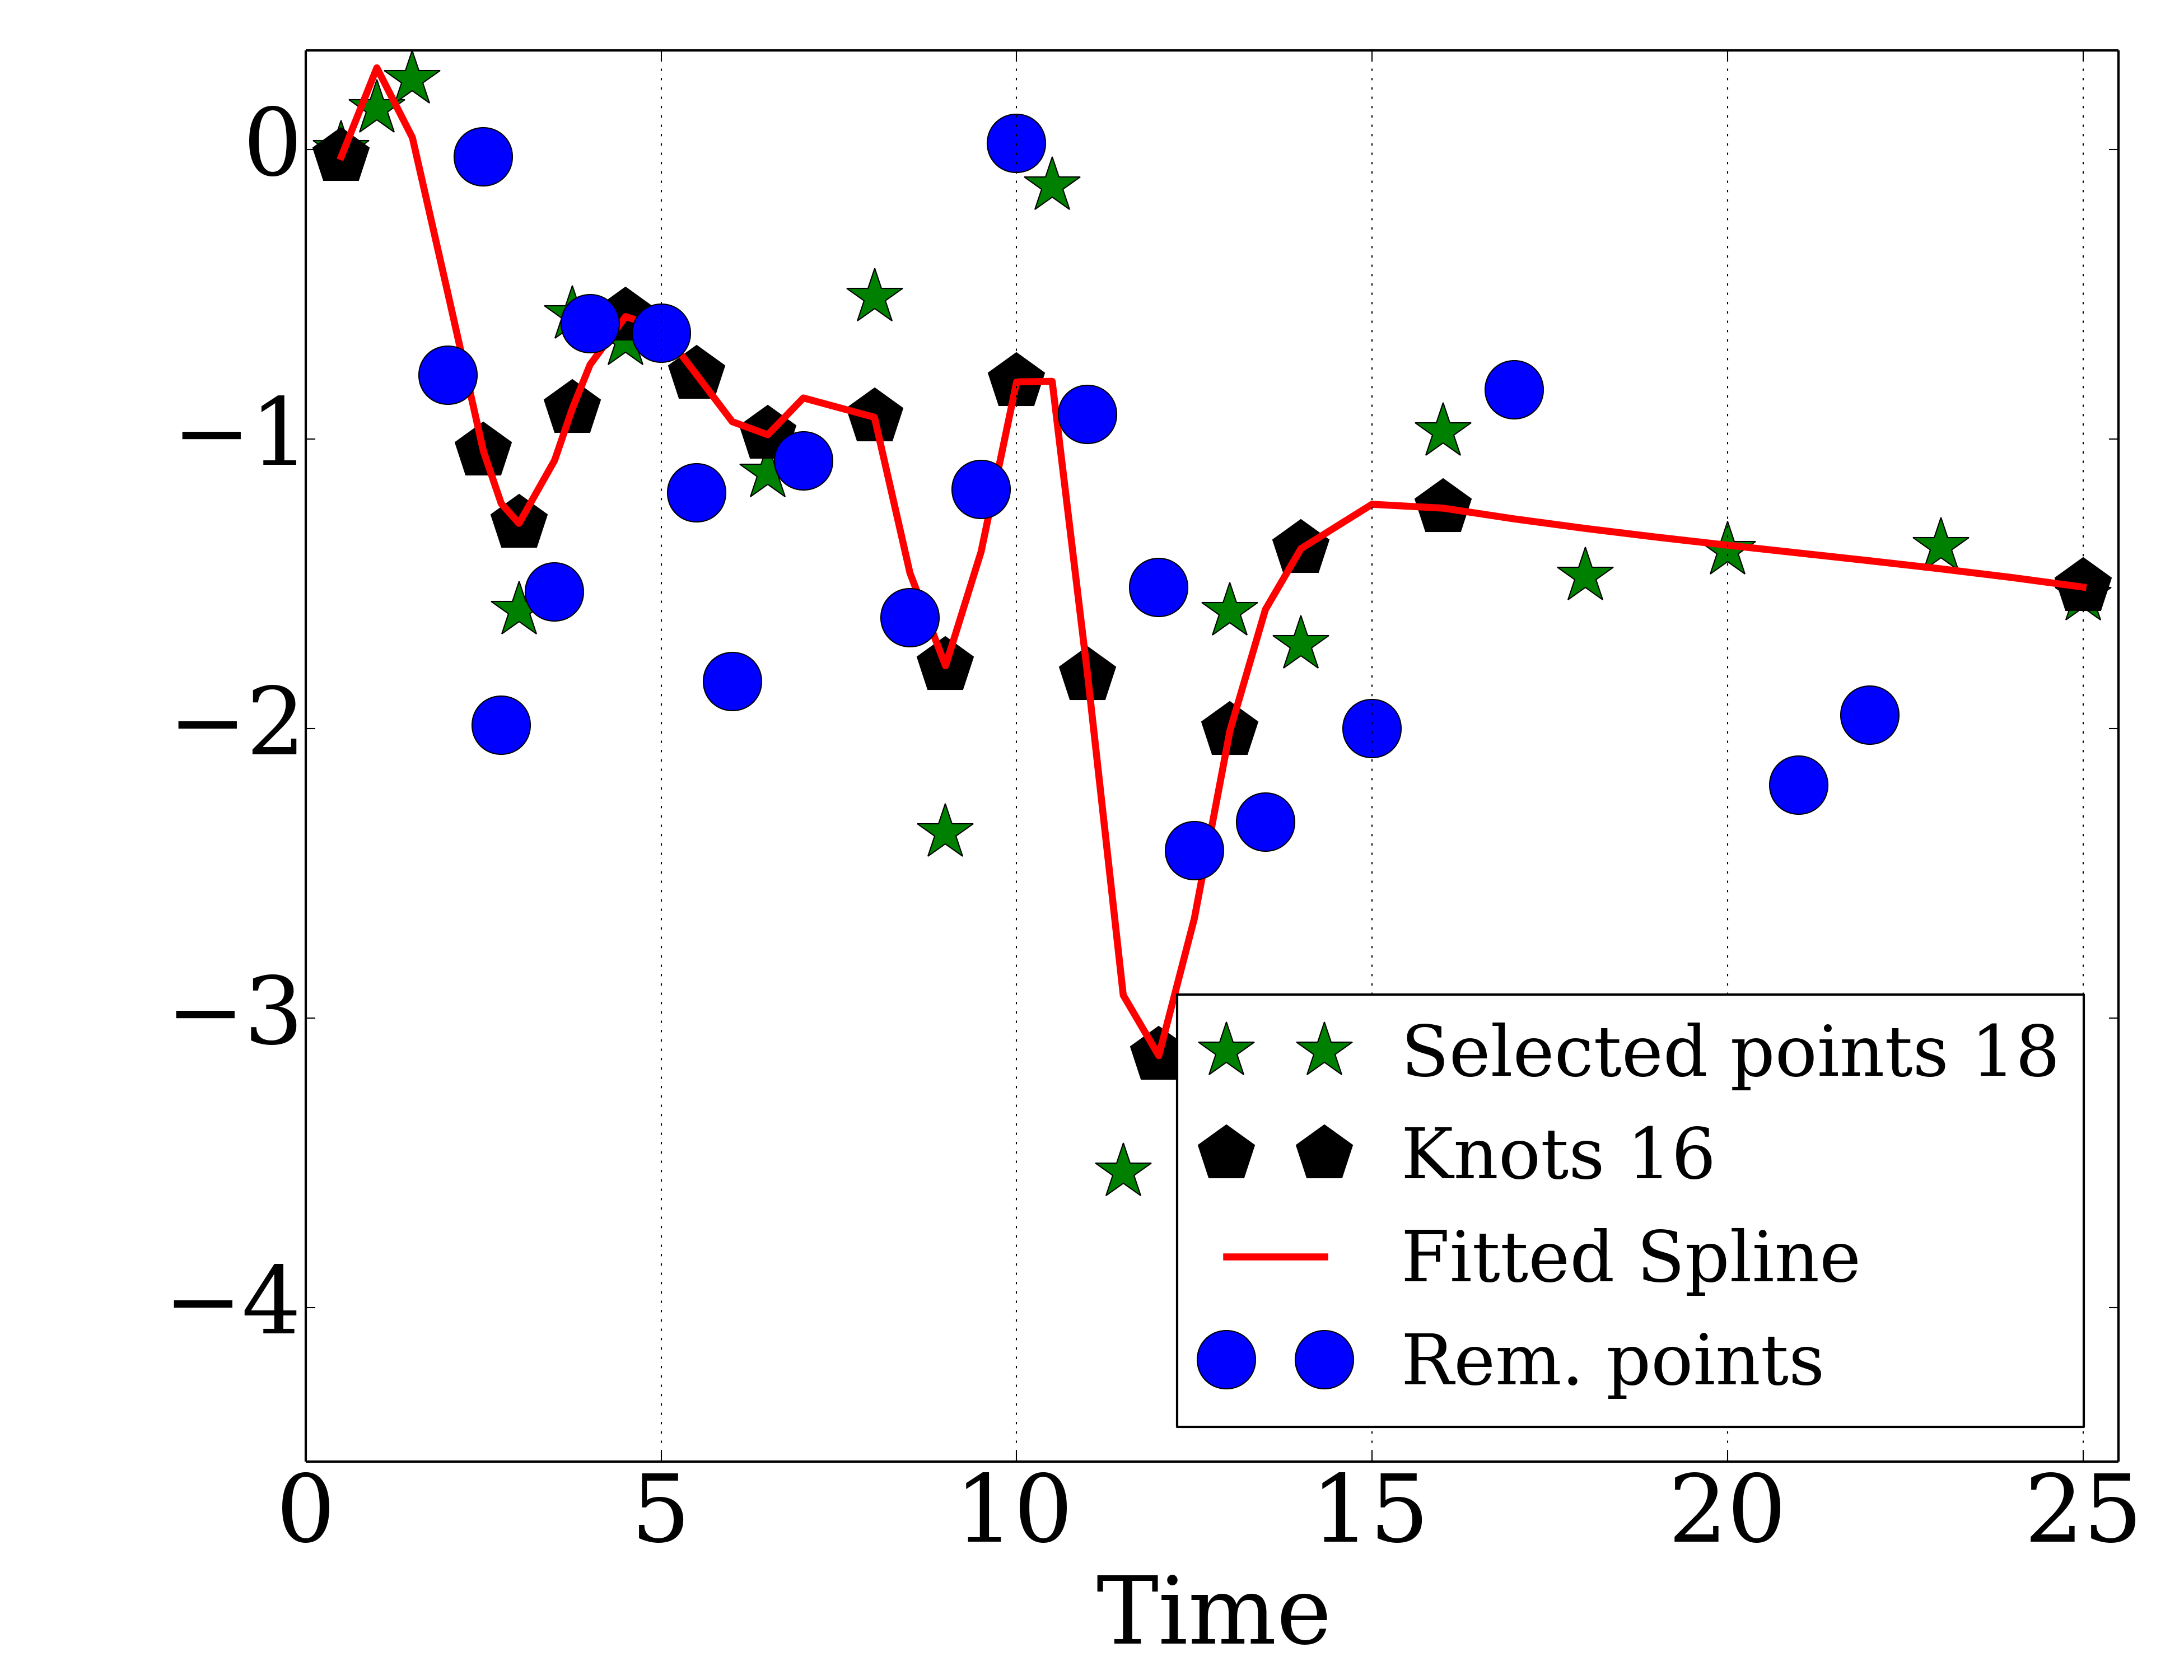 0
−1
−2
−3
−4
Selected points 18
Knots 16
Fitted Spline
Rem. points
0 5 10 15 20 25
Time